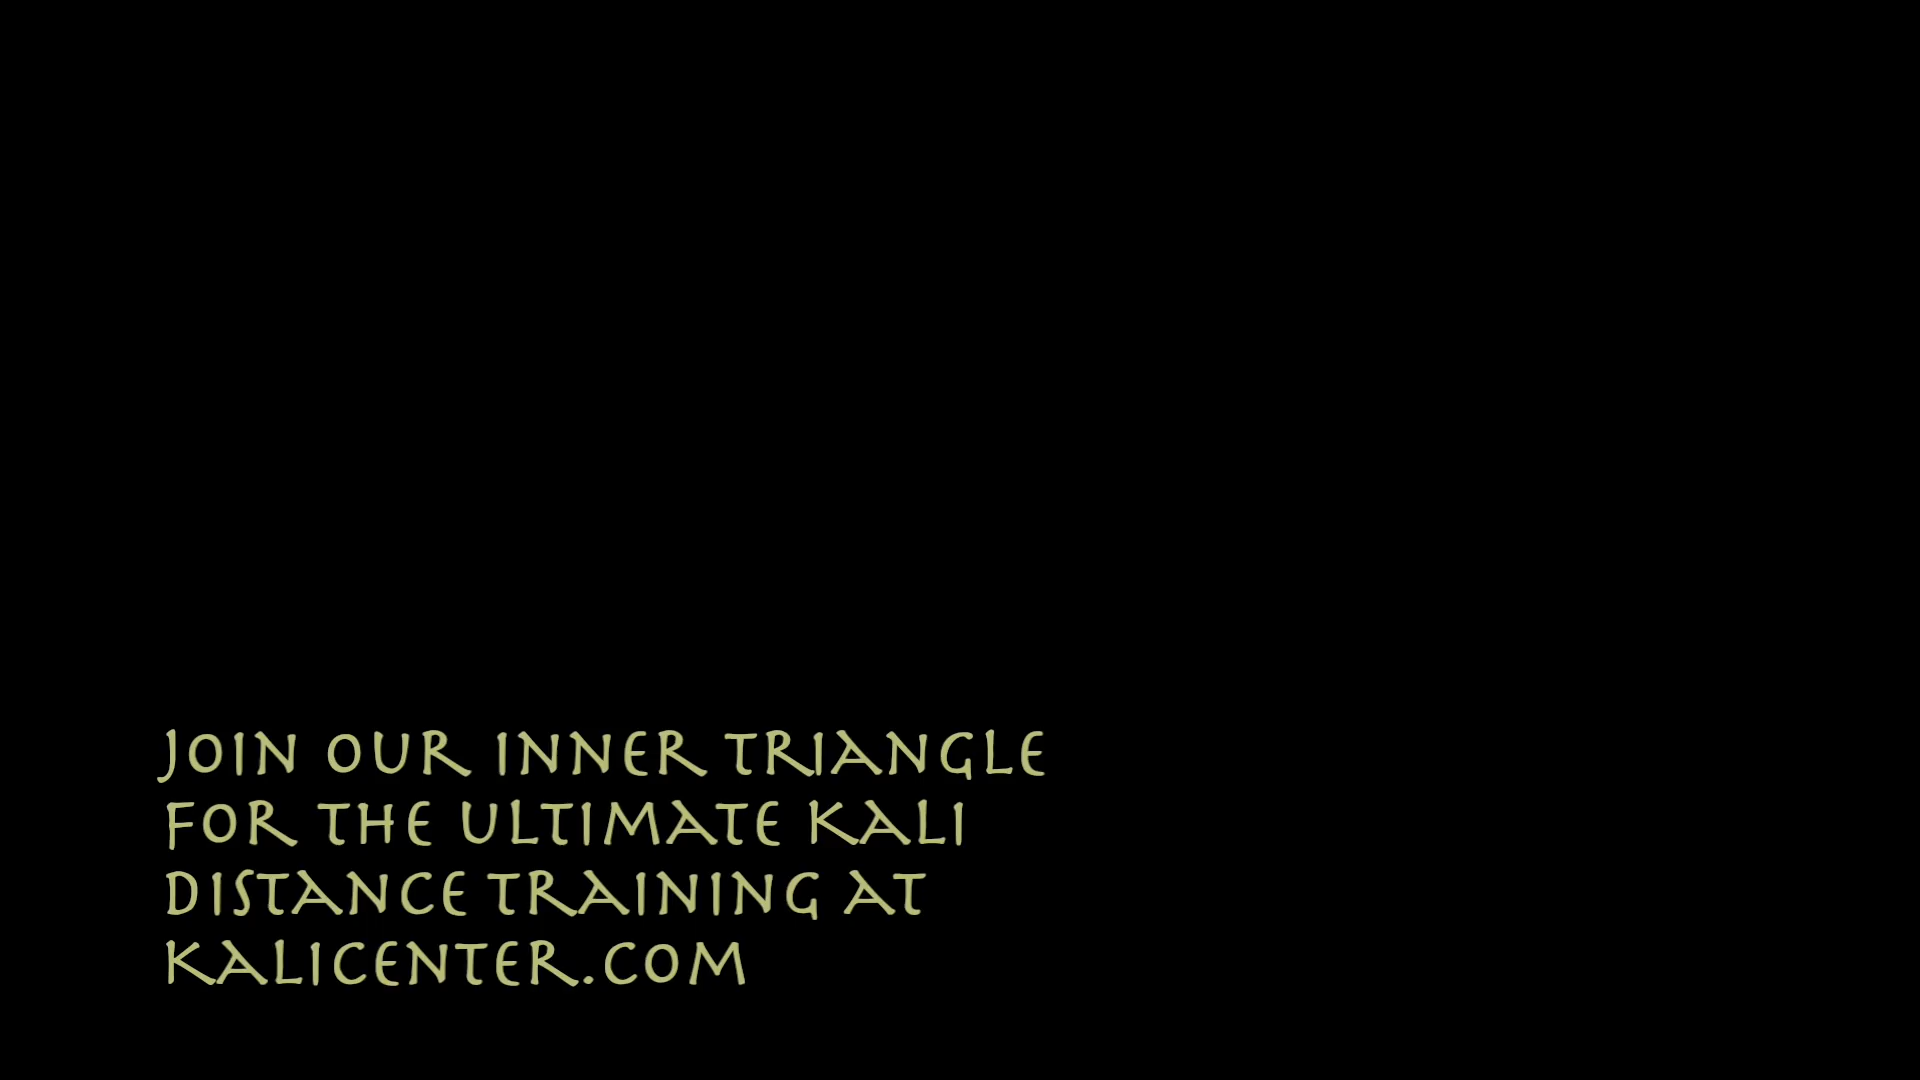 JOIN OUR INNER TRIANGLE
FOR THE ULTIMATE KALI
DISTANCE TRAINING AT
KALICENTER.COM